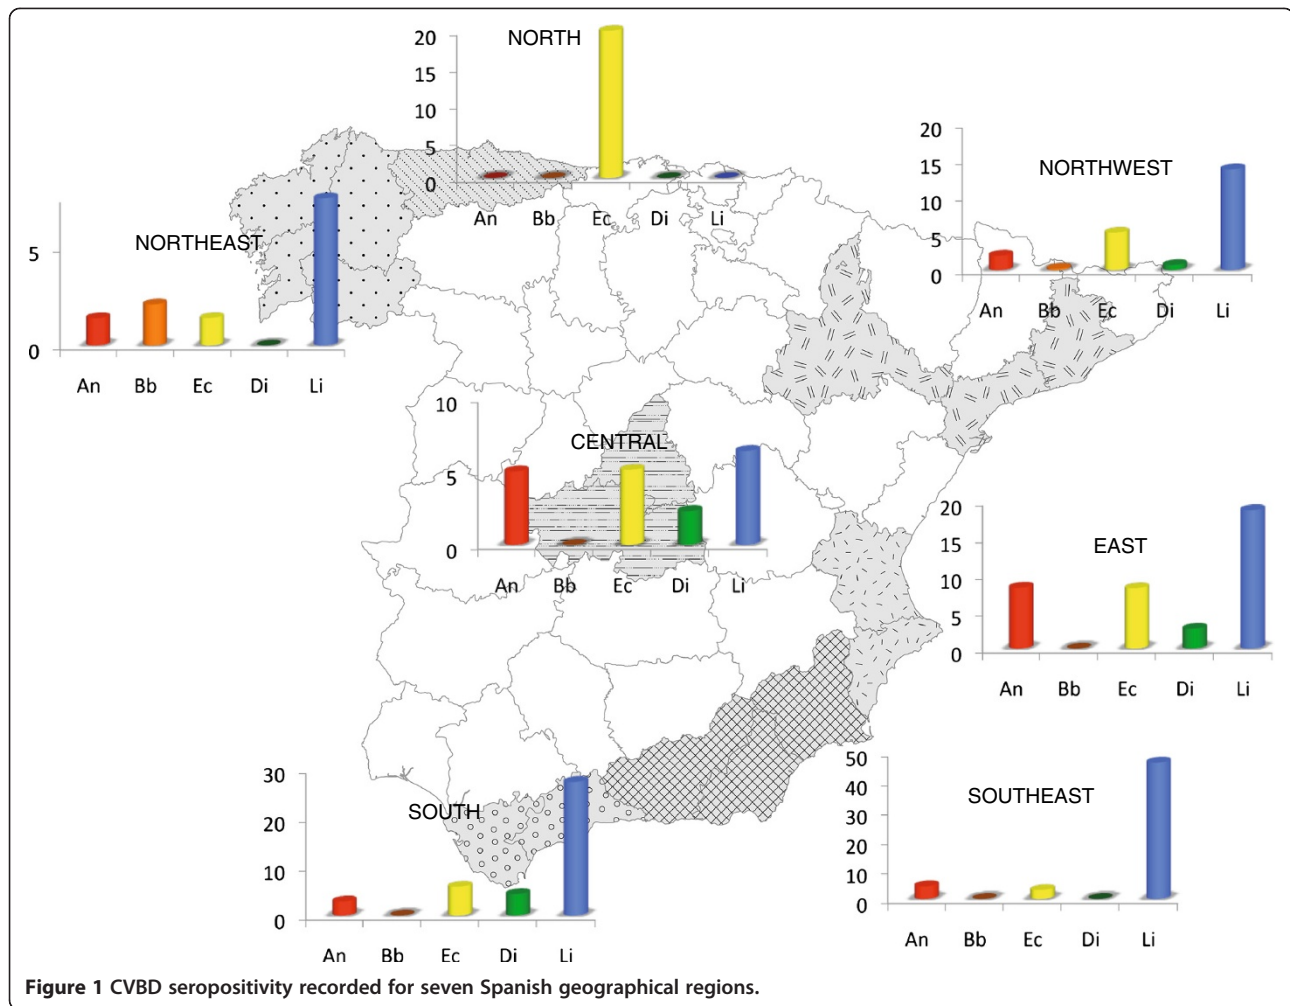 NORTH
20
15
10
5
0
An Bb Ec Di Li
NORTHWEST
20
15
10
5
0
An Bb Ec Di Li
NORTHEAST
5
0
An Bb Ec Di Li
CENTRAL
10
5
0
An Bb Ec Di Li
EAST
20
15
10
5
0
An Bb Ec Di Li
SOUTH
30
20
10
0
An Bb Ec Di Li
SOUTHEAST
50
40
30
20
10
0
An Bb Ec Di Li
Figure 1 CVBD seropositivity recorded for seven Spanish geographical regions.